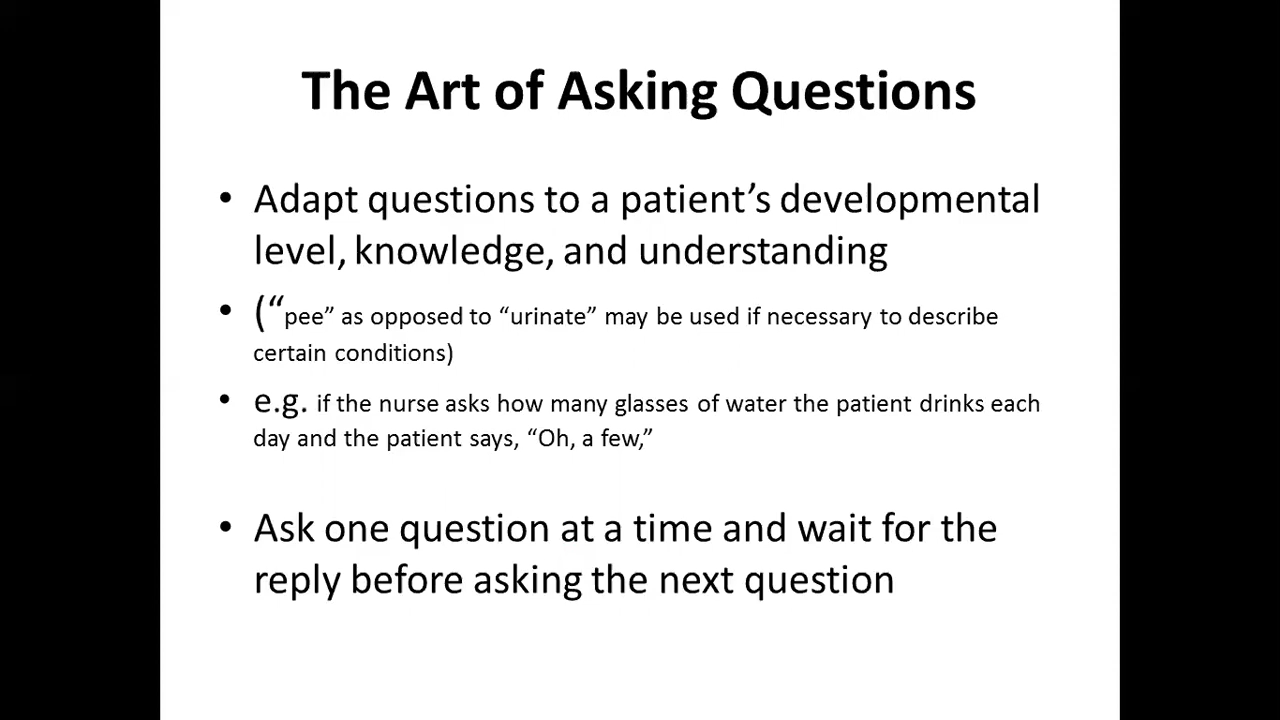 The Art of Asking Questions
• Adapt questions to a patient’s developmental
level, knowledge, and understanding
• (“pee” as opposed to “urinate” may be used if necessary to describe
certain conditions)
• e.g. if the nurse asks how many glasses of water the patient drinks each
day and the patient says, “Oh, a few,”
• Ask one question at a time and wait for the
reply before asking the next question